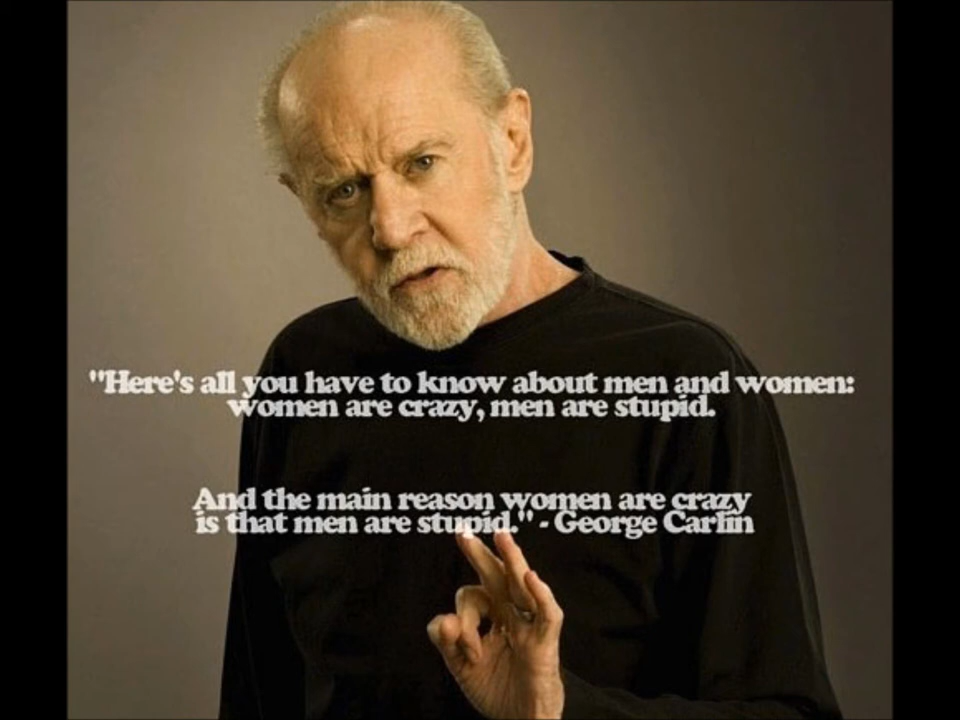 "Here's all you have to know about men and women:
women are crazy, men are stupid.
And the main reason women are crazy
is that men are stupid." - George Carlin